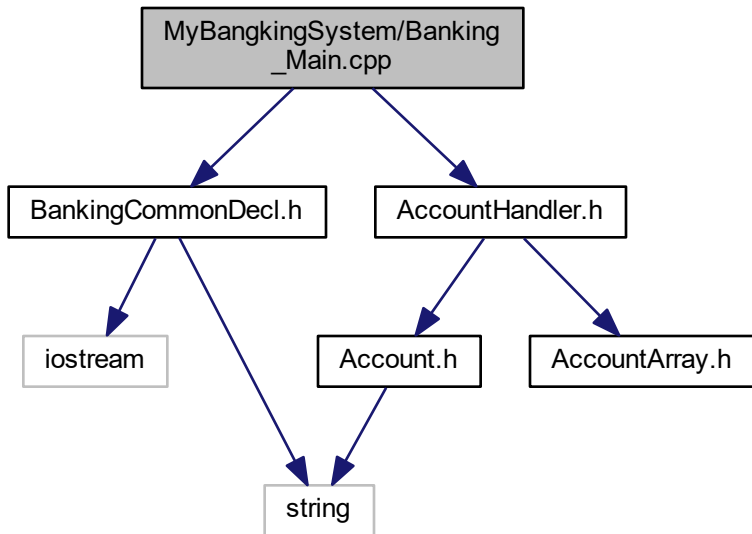 MyBangkingSystem/Banking
_Main.cpp
BankingCommonDecl.h
AccountHandler.h
iostream
Account.h
AccountArray.h
string